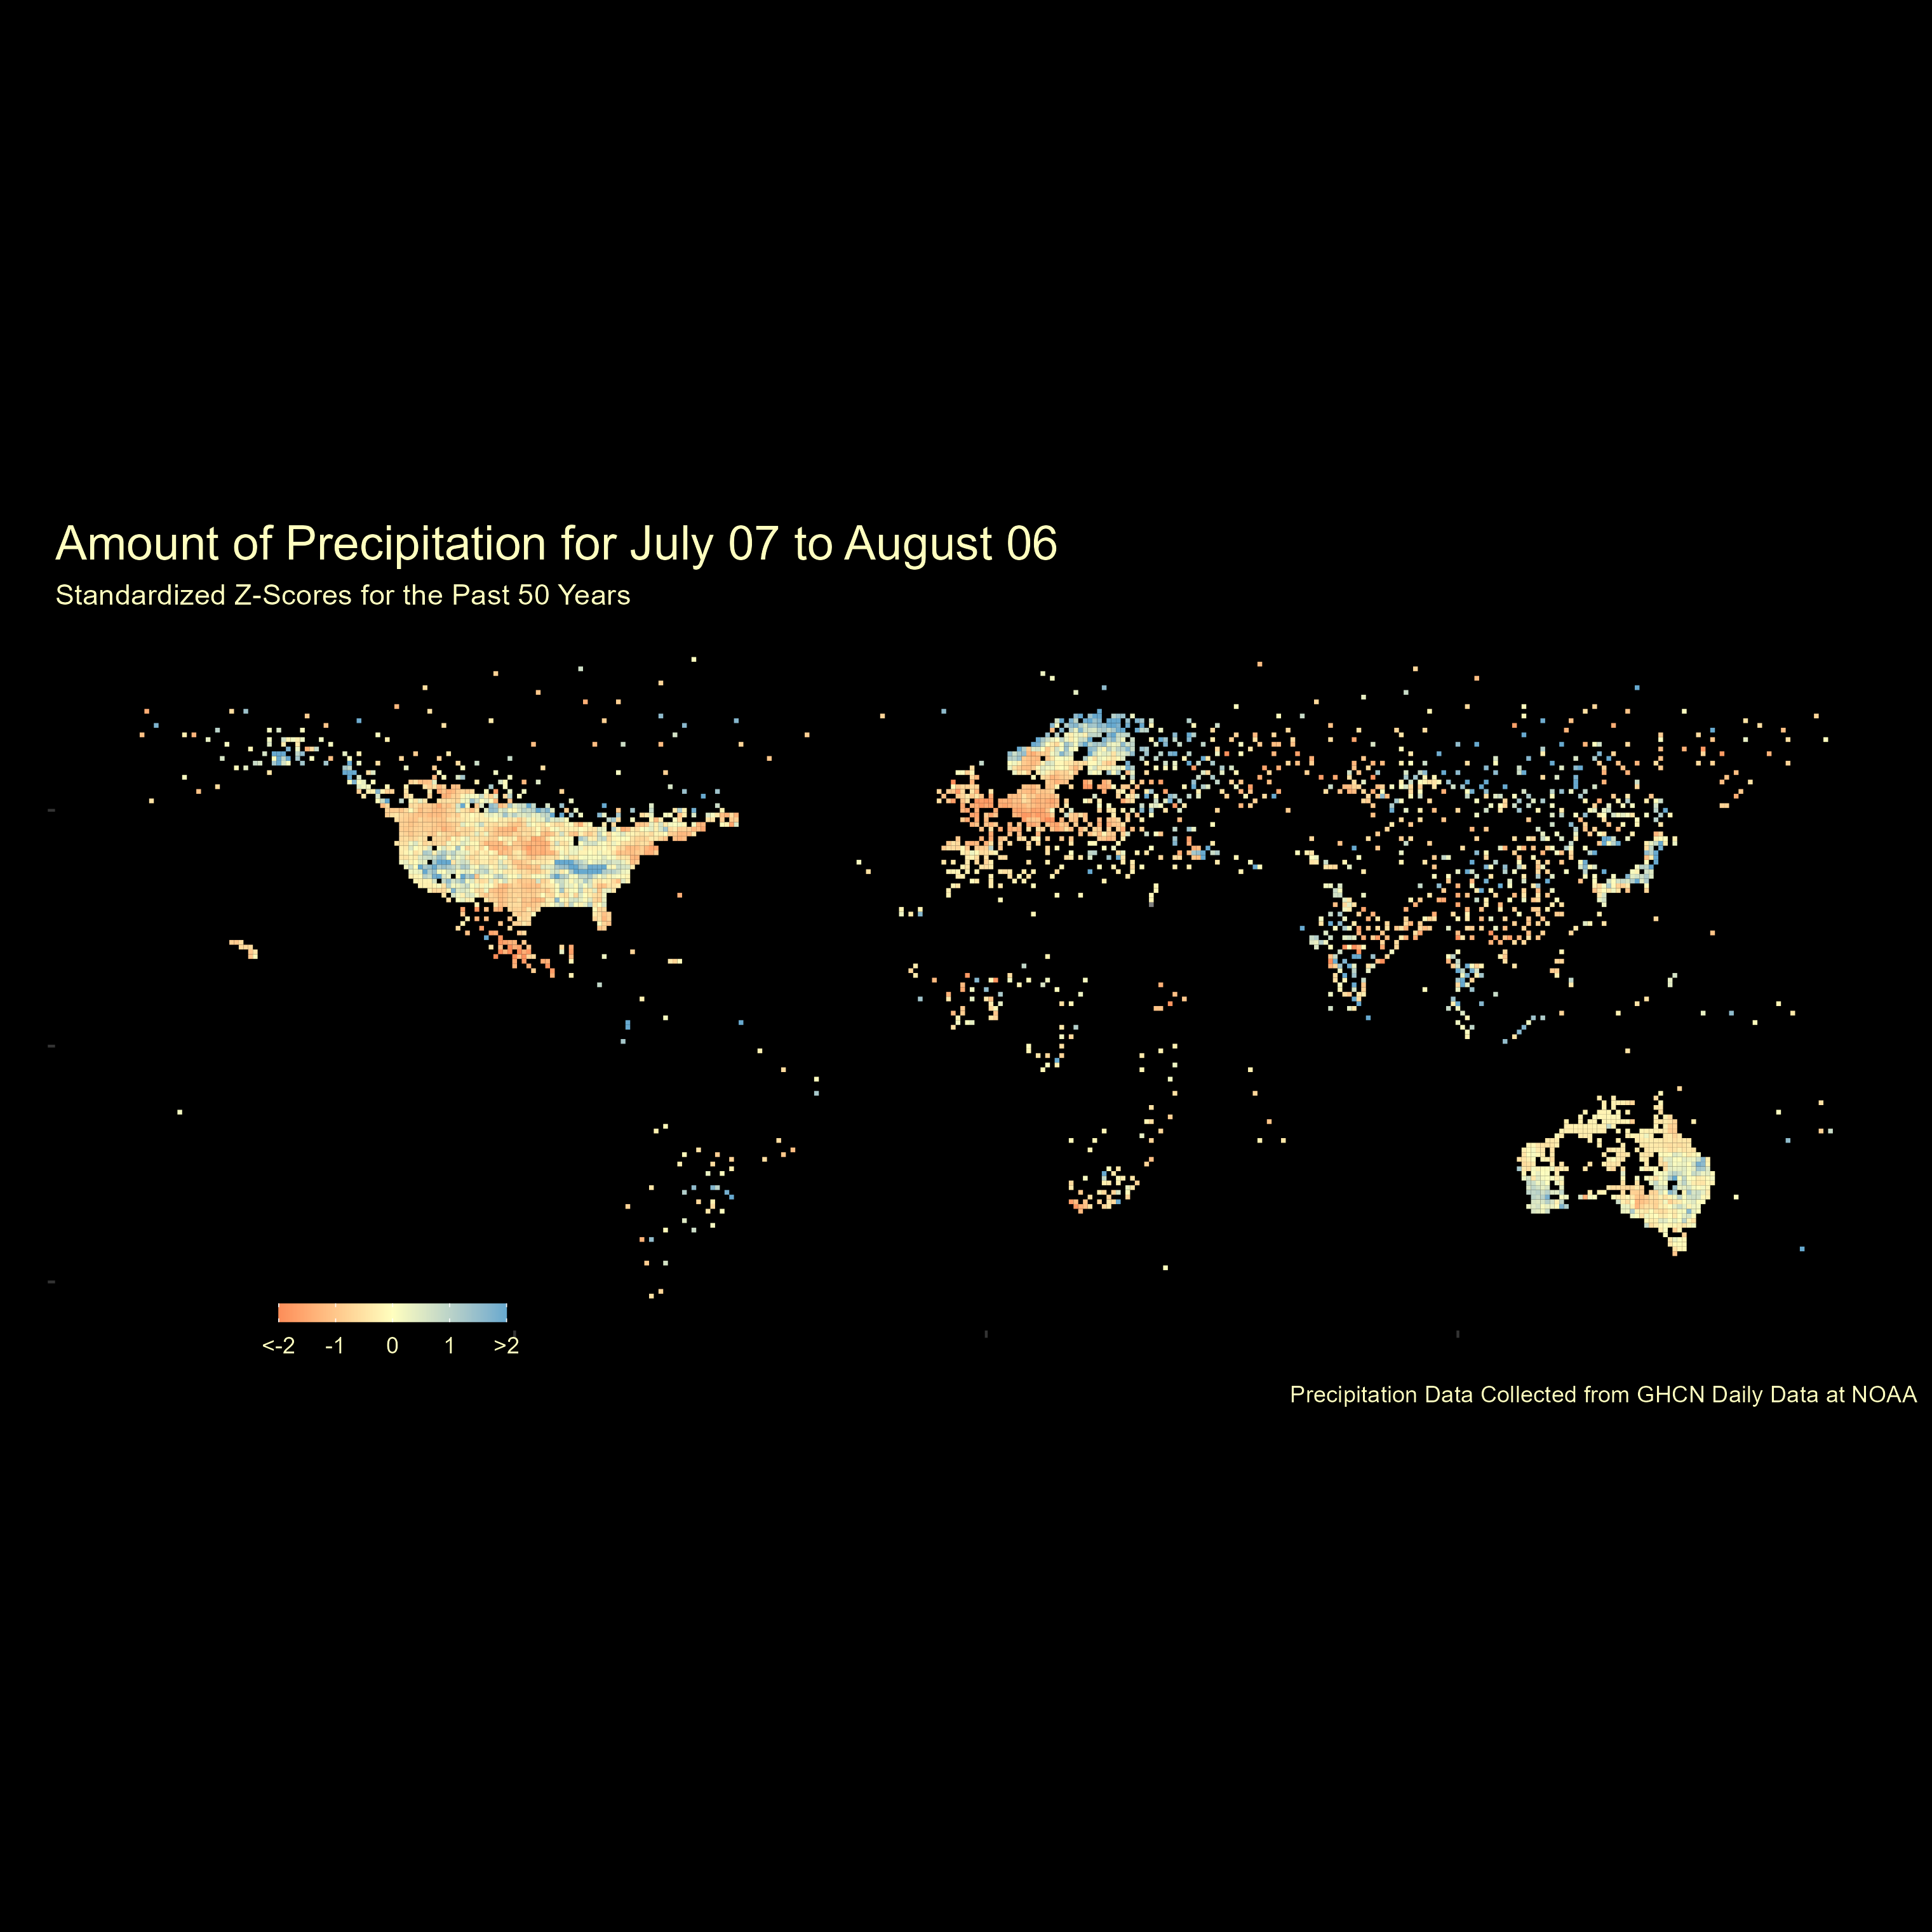 Amount of Precipitation for July 07 to August 06
Standardized Z-Scores for the Past 50 Years
<-2 -1 0 1 >2
Precipitation Data Collected from GHCN Daily Data at NOAA